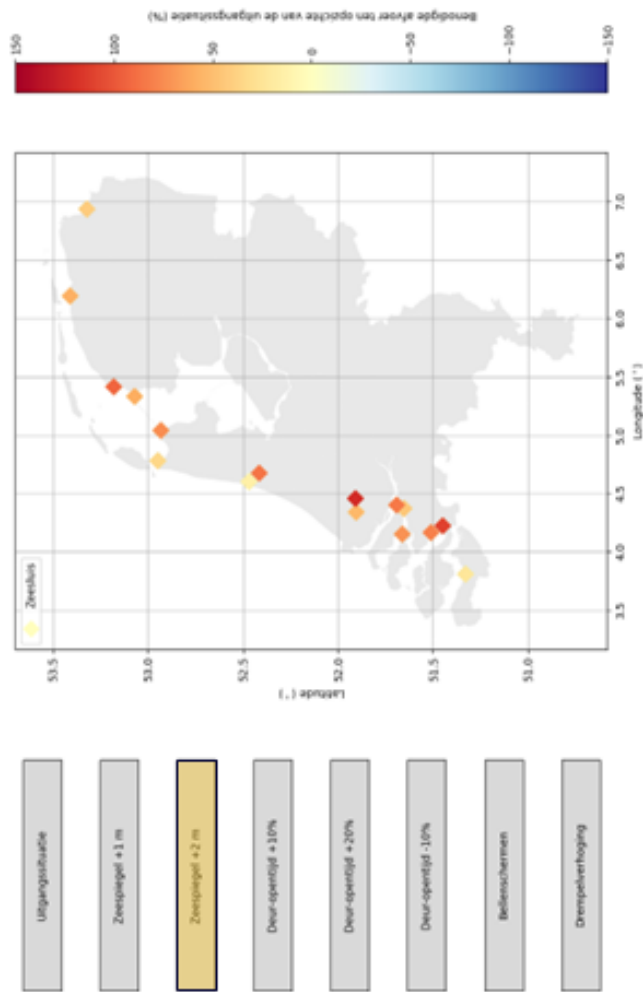 Uitgangssituatie
Zeespiegel +1 m
Zeespiegel +2 m
Deur-opentijd +10%
Deur-opentijd +20%
Deur-opentijd -10%
Bellenschermen
Drempelverhoging
Zeesluis
Latitude (°)
53.5
53.0
52.5
52.0
51.5
51.0
3.5
4.0
4.5
5.0
5.5
6.0
6.5
7.0
Longitude (°)
150
100
50
0
−50
−100
−150
Benodigde afvoer ten opzichte van de uitgangssituatie (%)